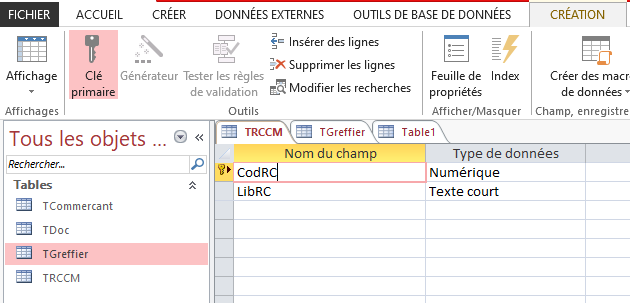 FICHIER ACCUEIL CRÉER DONNÉES EXTERNES OUTILS DE BASE DE DONNÉES CRÉATION
Affichage
Clé primaire
Générateur
Tester les règles de validation
Insérer des lignes
Supprimer les lignes
Modifier les recherches
Feuille de propriétés
Index
Créer des macr
de données
Affichages Outils Afficher/Masquer Champ, enregistre
Tous les objets ...
Rechercher...
Tables
TCommercant
TDoc
TGreffier
TRCCM
TRCCM TGreffier Table1
Nom du champ Type de données
CodRC Numérique
LibRC Texte court